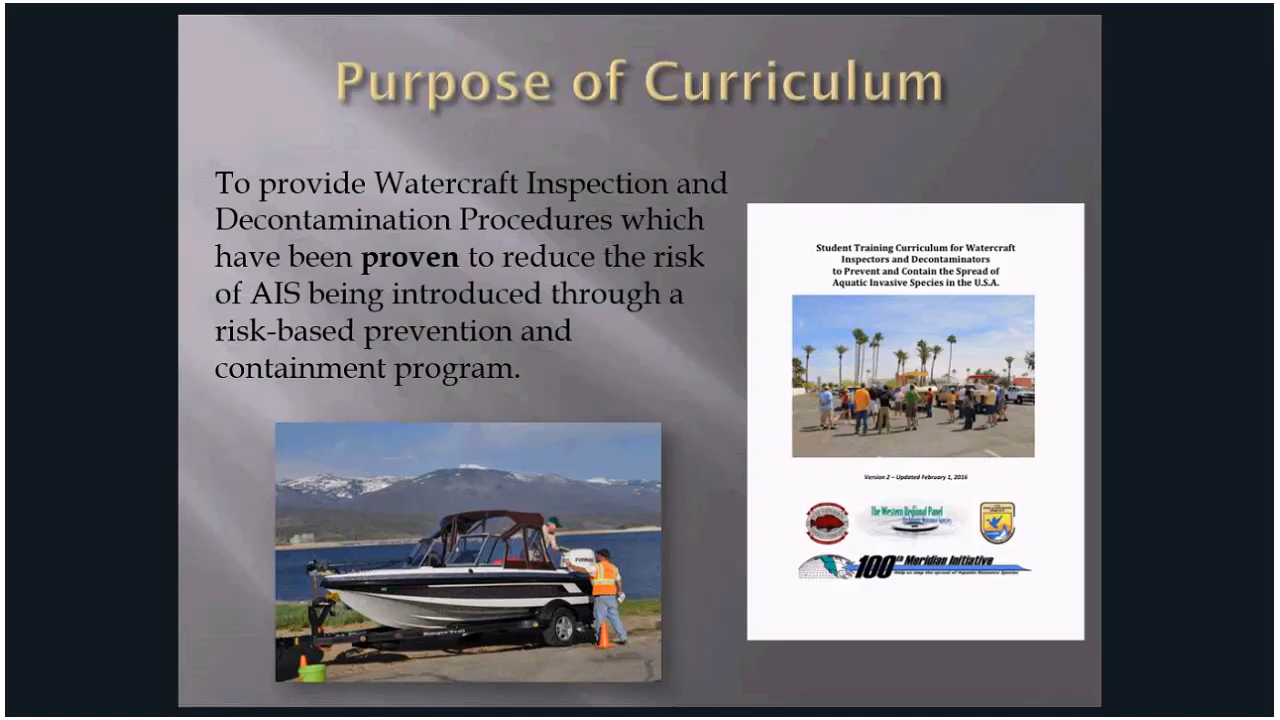 Purpose of Curriculum
To provide Watercraft Inspection and
Decontamination Procedures which
have been proven to reduce the risk
of AIS being introduced through a
risk-based prevention and
containment program.
Student Training Curriculum for Watercraft
Inspectors and Decontaminators
to Prevent and Contain the Spread of
Aquatic Invasive Species in the U.S.A.
Version 2 – Updated February 1, 2016
The Western Regional Panel
100th Meridian Initiative